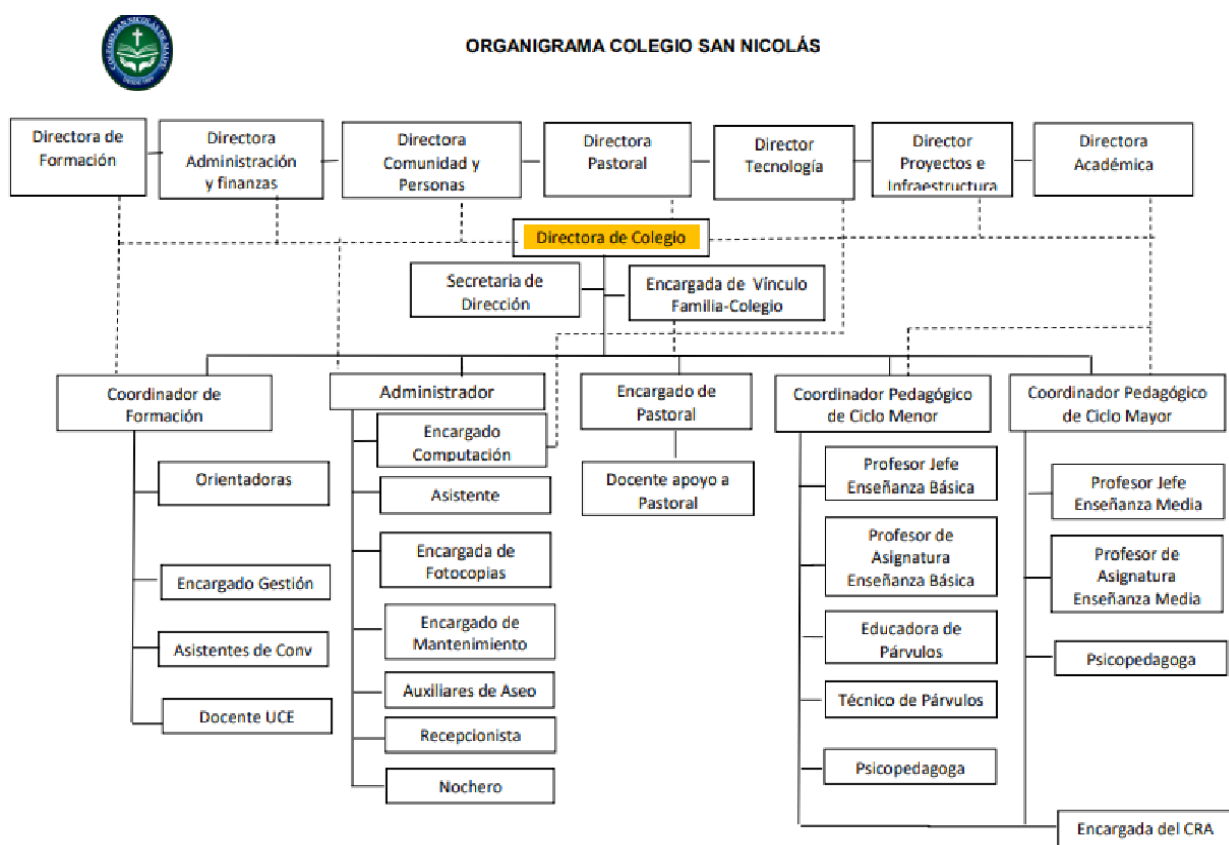 COLEGIO SAN NICOLAS DE MAIPU
ORGANIGRAMA COLEGIO SAN NICOLÁS
Directora de
Formación
Directora
Administración
y finanzas
Directora
Comunidad y
Personas
Directora
Pastoral
Director
Tecnología
Director
Proyectos e
Infraestructura
Directora
Académica
Directora de Colegio
Secretaria de
Dirección
Encargada de Vínculo
Familia-Colegio
Coordinador de
Formación
Administrador
Encargado de
Pastoral
Coordinador Pedagógico
de Ciclo Menor
Coordinador Pedagógico
de Ciclo Mayor
Orientadoras
Encargado Gestión
Asistentes de Conv
Docente UCE
Encargado
Computación
Asistente
Encargada de
Fotocopias
Encargado de
Mantenimiento
Auxiliares de Aseo
Recepcionista
Nochero
Docente apoyo a
Pastoral
Profesor Jefe
Enseñanza Básica
Profesor de
Asignatura
Enseñanza Básica
Educadora de
Párvulos
Técnico de Párvulos
Psicopedagoga
Profesor Jefe
Enseñanza Media
Profesor de
Asignatura
Enseñanza Media
Psicopedagoga
Encargada del CRA